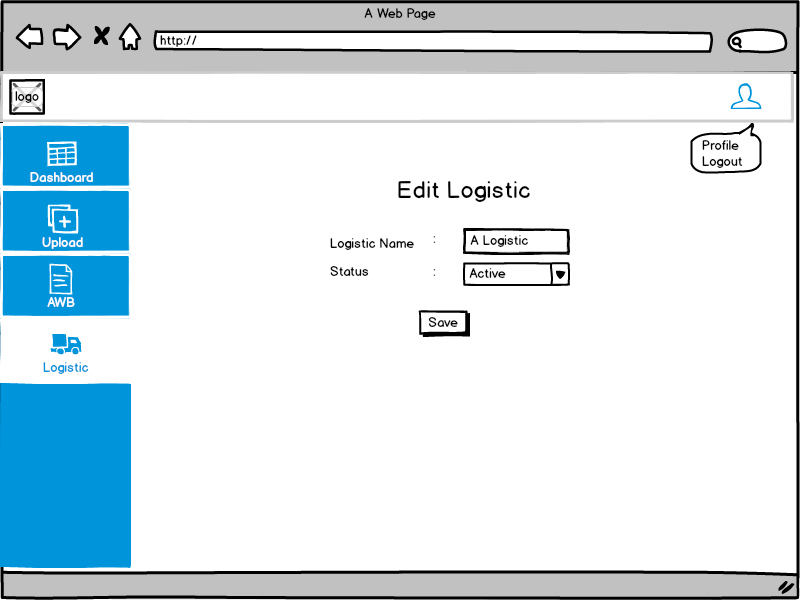 A Web Page
http://
logo
Profile
Logout
Dashboard
Upload
AWB
Logistic
Edit Logistic
Logistic Name : A Logistic
Status : Active
Save